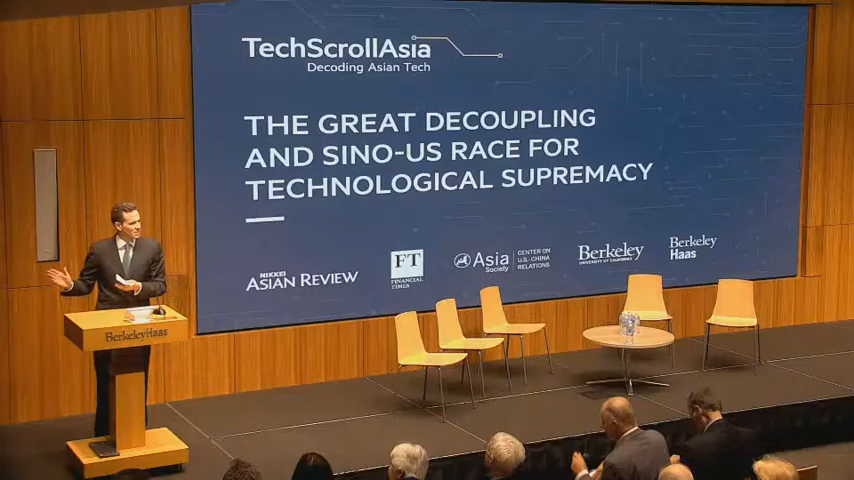 TechScrollAsia
Decoding Asian Tech
THE GREAT DECOUPLING
AND SINO-US RACE FOR
TECHNOLOGICAL SUPREMACY
NIKKEI
ASIAN REVIEW
FT
FINANCIAL
TIMES
Asia
Society
CENTER ON
U.S.-CHINA
RELATIONS
Berkeley
UNIVERSITY OF CALIFORNIA
Berkeley
Haas
BerkeleyHaas